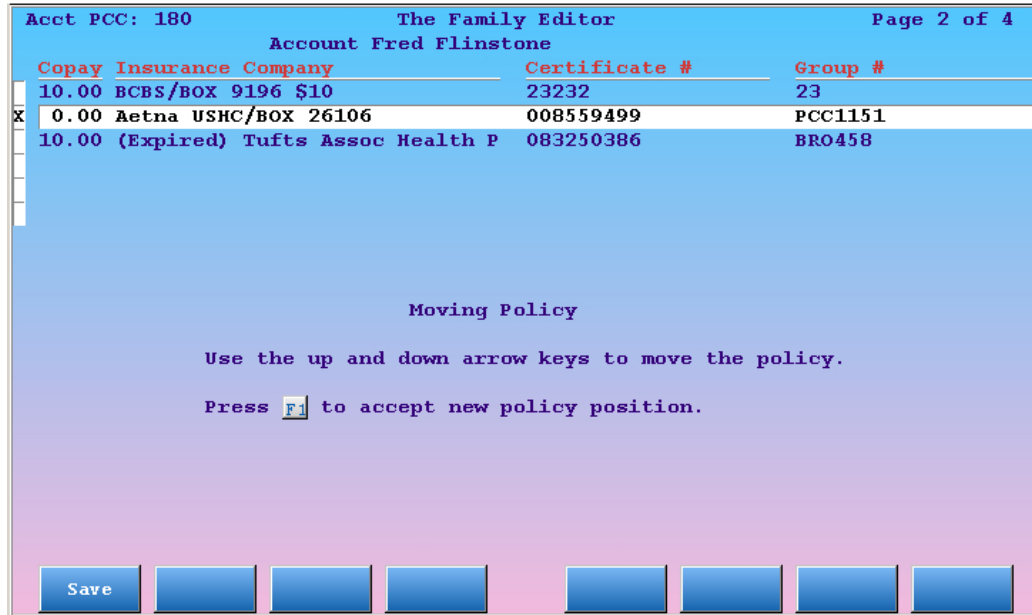 Acct PCC: 180 The Family Editor Page 2 of 4
Account Fred Flinstone
Copay Insurance Company Certificate # Group #
10.00 BCBS/BOX 9196 $10 23232 23
X 0.00 Aetna USHC/BOX 26106 008559499 PCC1151
10.00 (Expired) Tufts Assoc Health P 083250386 BRO458
Moving Policy
Use the up and down arrow keys to move the policy.
Press F1 to accept new policy position.
Save